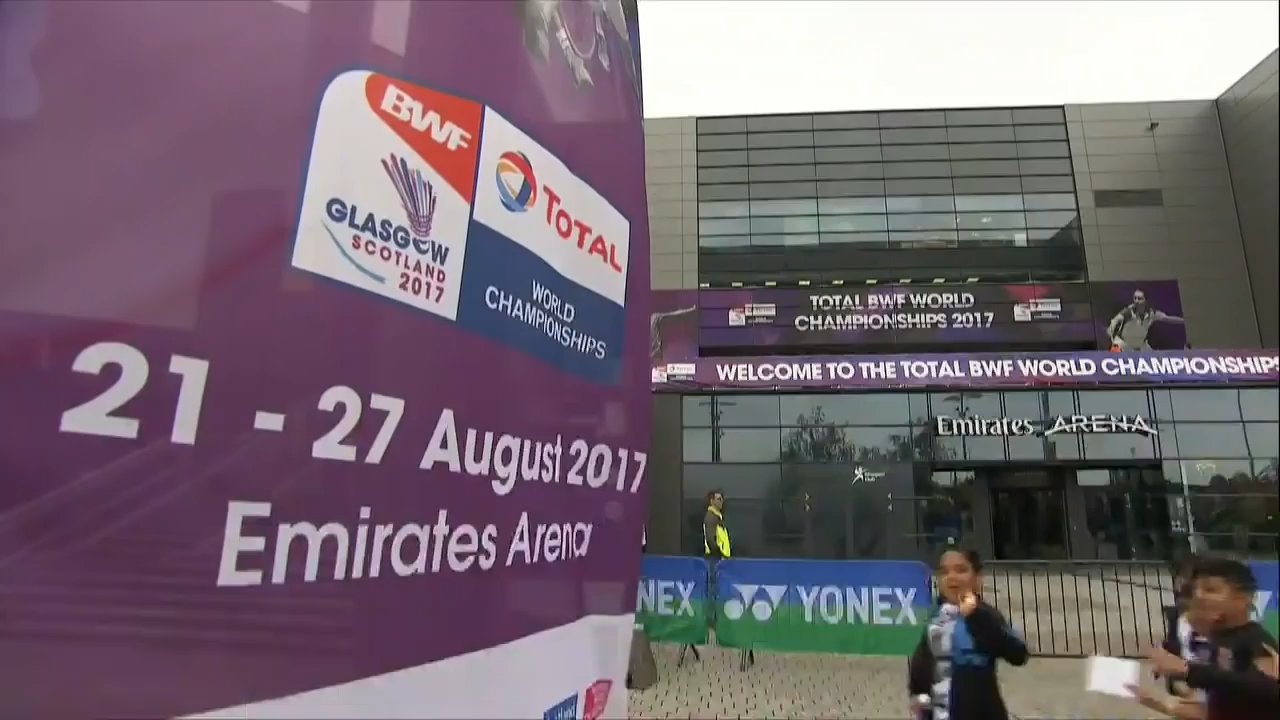 BWF
GLASGOW
SCOTLAND
2017
TOTAL
WORLD
CHAMPIONSHIPS
21 - 27 August 2017
Emirates Arena
TOTAL BWF WORLD
CHAMPIONSHIPS 2017
WELCOME TO THE TOTAL BWF WORLD CHAMPIONSHIPS
Emirates ARENA
NEX
YONEX